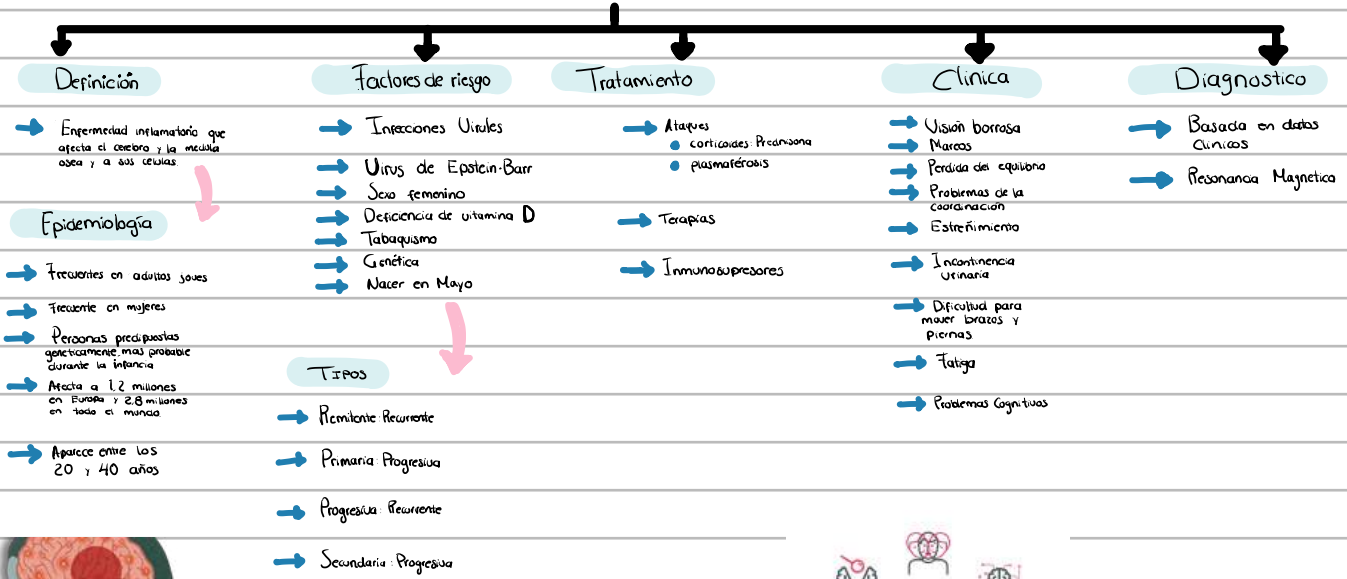 Definición
Enfermedad inflamatorio que
afecta el cerebro y la medula
osea y a sus celulas.
Epidemiología
Frecuentes en adultos joues
Frecuente en mujeres
Personas predipuestas
geneticamente, mas probable
durante la infancia
Afecta a 1,2 millones
en Europa y 2,8 millones
en todo el mundo.
Aparece entre los
20 y 40 años
Factores de riesgo
Infecciones Virales
Virus de Epstein-Barr
Sexo femenino
Deficiencia de vitamina D
Tabaquismo
Genética
Nacer en Mayo
Tipos
Remitente: Recurrente
Primaria: Progresiva
Progresiva: Recurrente
Secundaria: Progresiva
Tratamiento
Ataques
corticoides: Prednisona
plasmaféresis
Terapias
Inmunosupresores
Clinica
Visión borrosa
Mareos
Perdida del equilibrio
Problemas de la
coordinación
Estreñimiento
Incontinencia
Urinaria
Dificultad para
mover brazos y
piernas
Fatiga
Problemas Cognitivos
Diagnostico
Basada en datos
Clinicos
Resonancia Magnetica